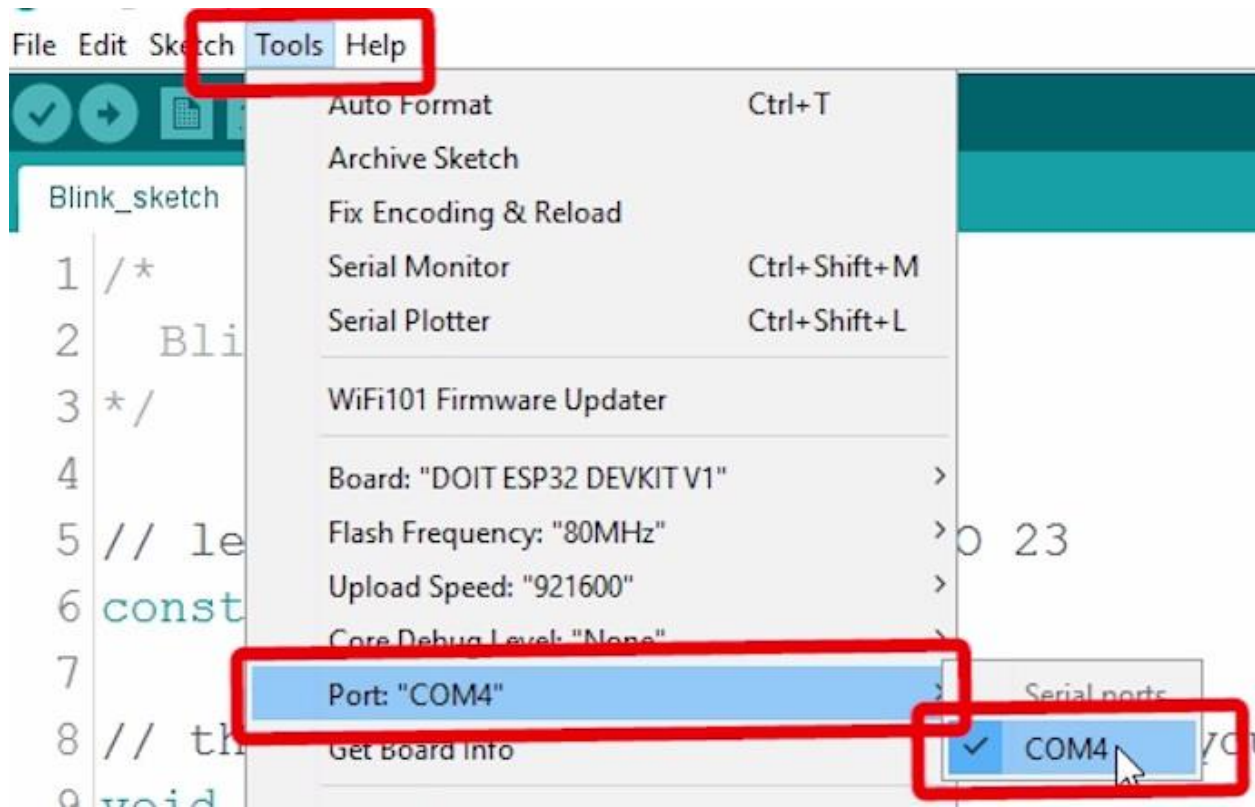 File Edit Sketch Tools Help
Auto Format Ctrl+T
Archive Sketch
Blink_sketch
Fix Encoding & Reload
Serial Monitor Ctrl+Shift+M
Serial Plotter Ctrl+Shift+L
WiFi101 Firmware Updater
Board: "DOIT ESP32 DEVKIT V1"
Flash Frequency: "80MHz"
Upload Speed: "921600"
Core Debug Level: "None"
Port: "COM4"
Get Board Info
Serial ports
COM4
1 /*
2 Bli
3 */
4
5 // le O 23
6 const
7
8 // th
9 void